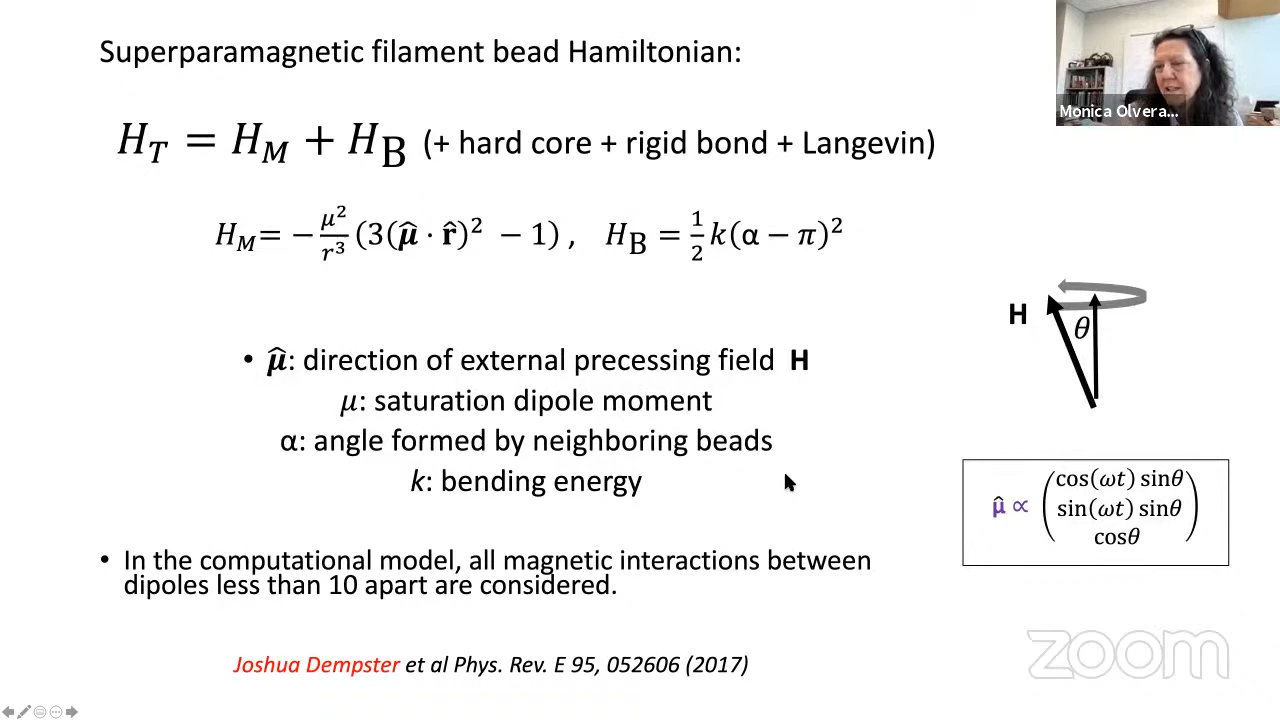 Superparamagnetic filament bead Hamiltonian:
Monica Olvera...
H_T = H_M + H_B (+ hard core + rigid bond + Langevin)
H_M = − μ²/r³ (3(μ̂ · r̂)² − 1) , H_B = ½ k(α − π)²
H θ
• μ̂: direction of external precessing field H
μ: saturation dipole moment
α: angle formed by neighboring beads
k: bending energy
μ̂ ∝ (cos(ωt) sinθ
sin(ωt) sinθ
cosθ)
• In the computational model, all magnetic interactions between
dipoles less than 10 apart are considered.
Joshua Dempster et al Phys. Rev. E 95, 052606 (2017)
zoom